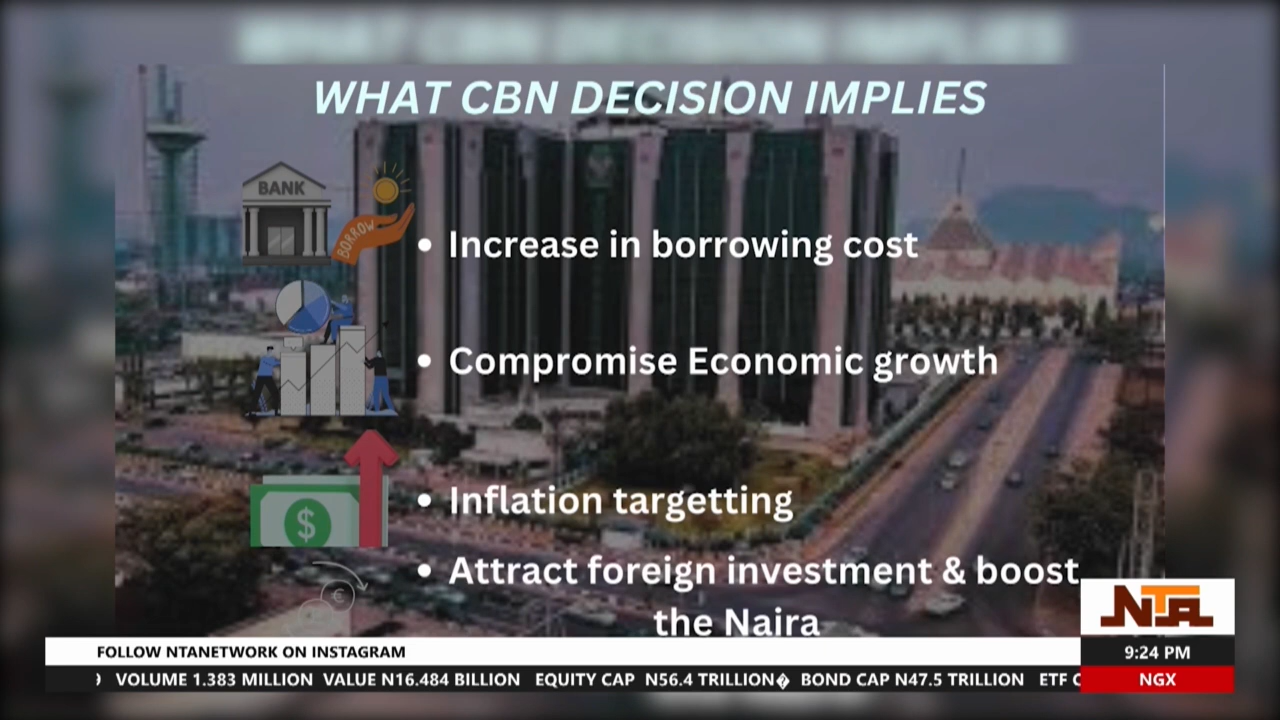 WHAT CBN DECISION IMPLIES
BANK
BORROW
• Increase in borrowing cost
• Compromise Economic growth
• Inflation targetting
$
• Attract foreign investment & boost
the Naira
€
NTA
FOLLOW NTANETWORK ON INSTAGRAM
9:24 PM
VOLUME 1.383 MILLION VALUE N16.484 BILLION EQUITY CAP N56.4 TRILLION� BOND CAP N47.5 TRILLION ETF
NGX